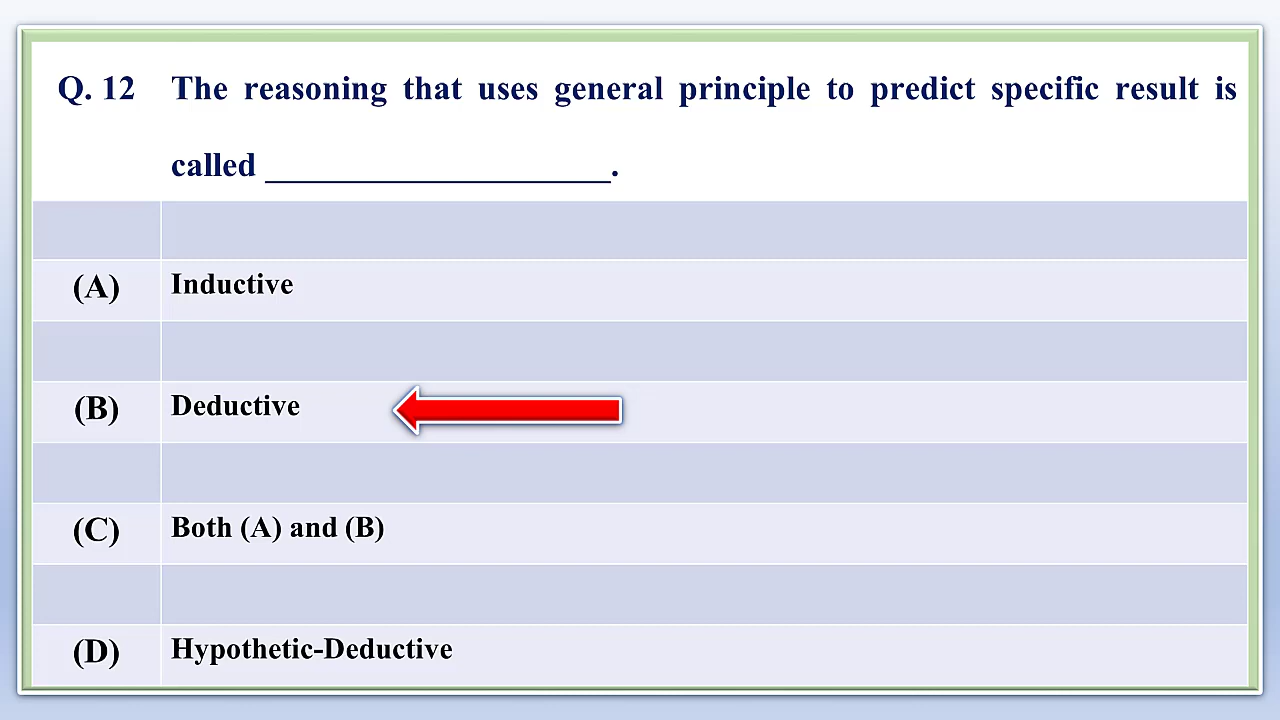 Q. 12 The reasoning that uses general principle to predict specific result is
called ____________________.
(A) Inductive
(B) Deductive
(C) Both (A) and (B)
(D) Hypothetic-Deductive